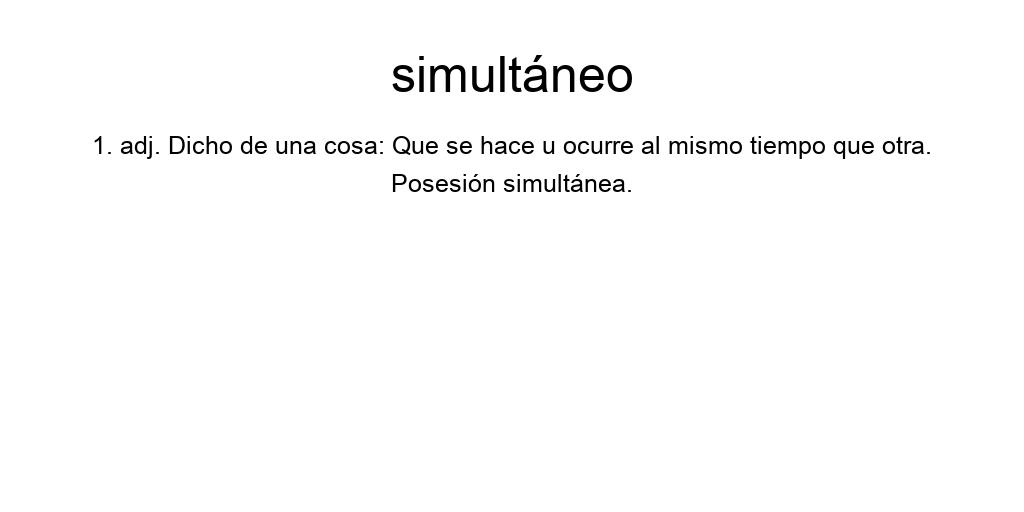 simultáneo
1. adj. Dicho de una cosa: Que se hace u ocurre al mismo tiempo que otra.
Posesión simultánea.